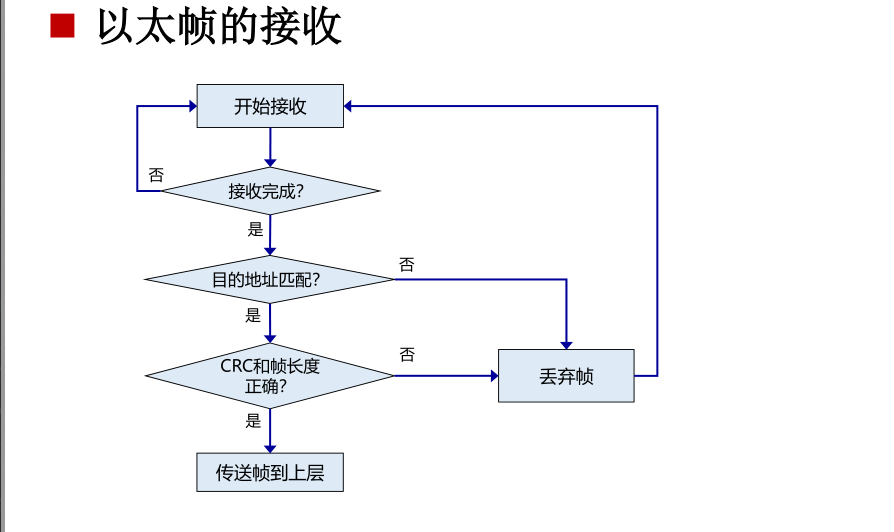 以太帧的接收
开始接收
否
接收完成?
是
目的地址匹配?
否
是
CRC和帧长度
正确?
否
丢弃帧
是
传送帧到上层